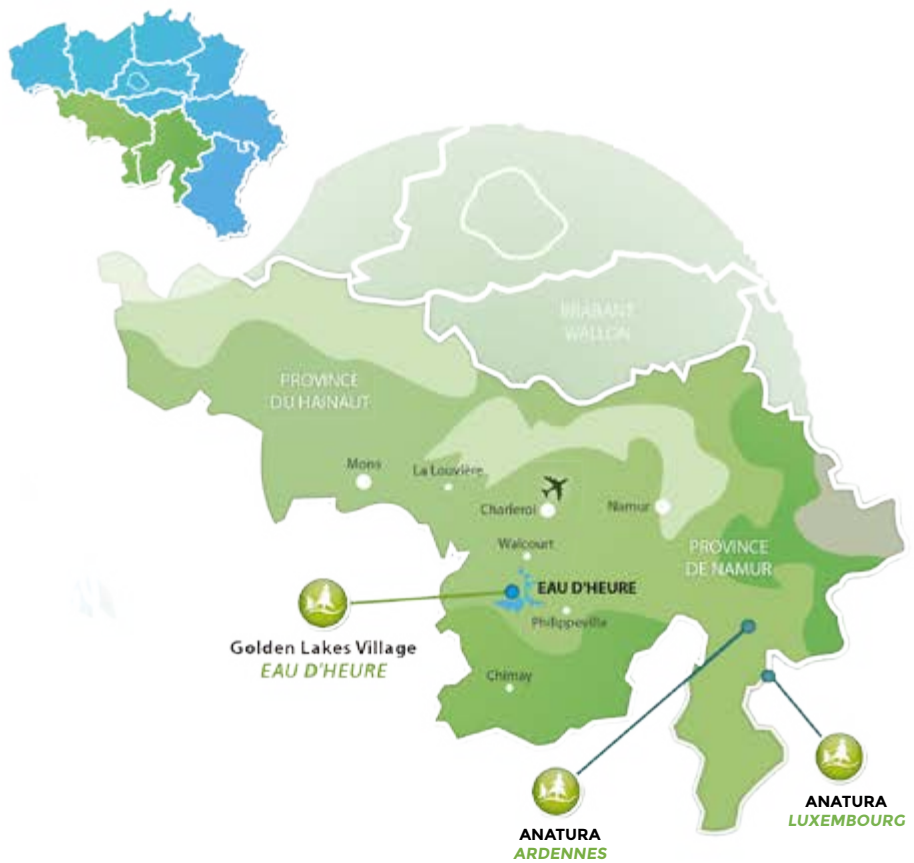 BRABANT
WALLON
PROVINCE
DU HAINAUT
Mons
La Louvière
Charleroi
Namur
Walcourt
PROVINCE
DE NAMUR
EAU D'HEURE
Philippeville
Golden Lakes Village
EAU D'HEURE
Chimay
ANATURA
LUXEMBOURG
ANATURA
ARDENNES